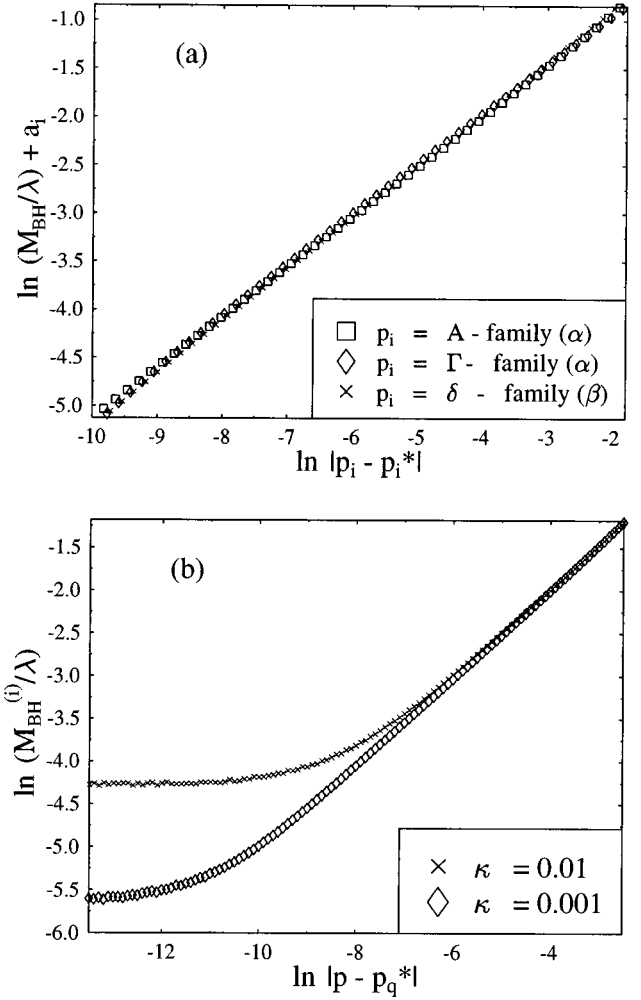 (a)
ln (M_BH/λ) + a_i
-1.0
-1.5
-2.0
-2.5
-3.0
-3.5
-4.0
-4.5
-5.0
□ p_i = A - family (α)
◇ p_i = Γ - family (α)
× p_i = δ - family (β)
-10 -9 -8 -7 -6 -5 -4 -3 -2
ln |p_i - p_i*|
(b)
ln (M_BH^(i)/λ)
-1.5
-2.0
-2.5
-3.0
-3.5
-4.0
-4.5
-5.0
-5.5
-6.0
× κ = 0.01
◇ κ = 0.001
-12 -10 -8 -6 -4
ln |p - p_q*|